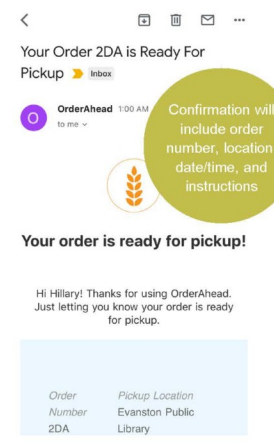 Your Order 2DA is Ready For
Pickup Inbox
OrderAhead 1:00 AM
to me
O
Confirmation will
include order
number, location
date/time, and
instructions
Your order is ready for pickup!
Hi Hillary! Thanks for using OrderAhead.
Just letting you know your order is ready
for pickup.
Order Pickup Location
Number Evanston Public
2DA Library